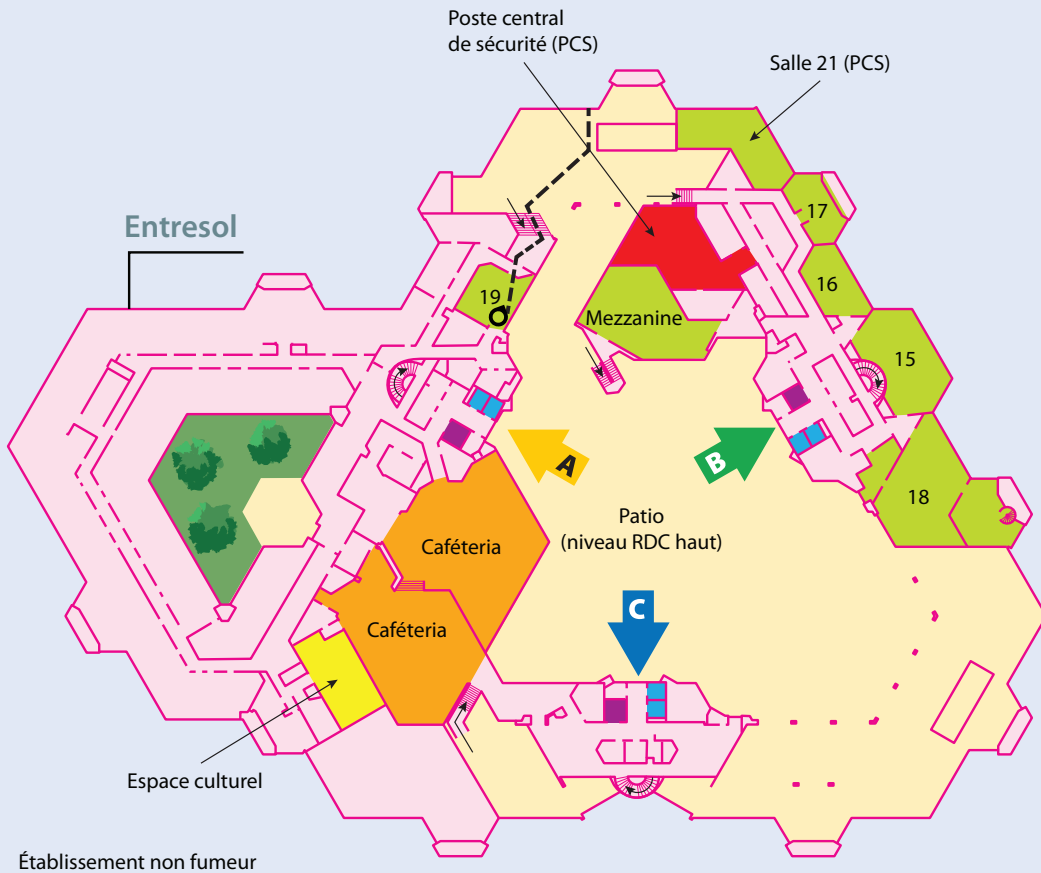 Poste central
de sécurité (PCS)
Salle 21 (PCS)
Entresol
17
19
16
Mezzanine
15
A
B
18
Patio
(niveau RDC haut)
Caféteria
C
Caféteria
Espace culturel
Établissement non fumeur